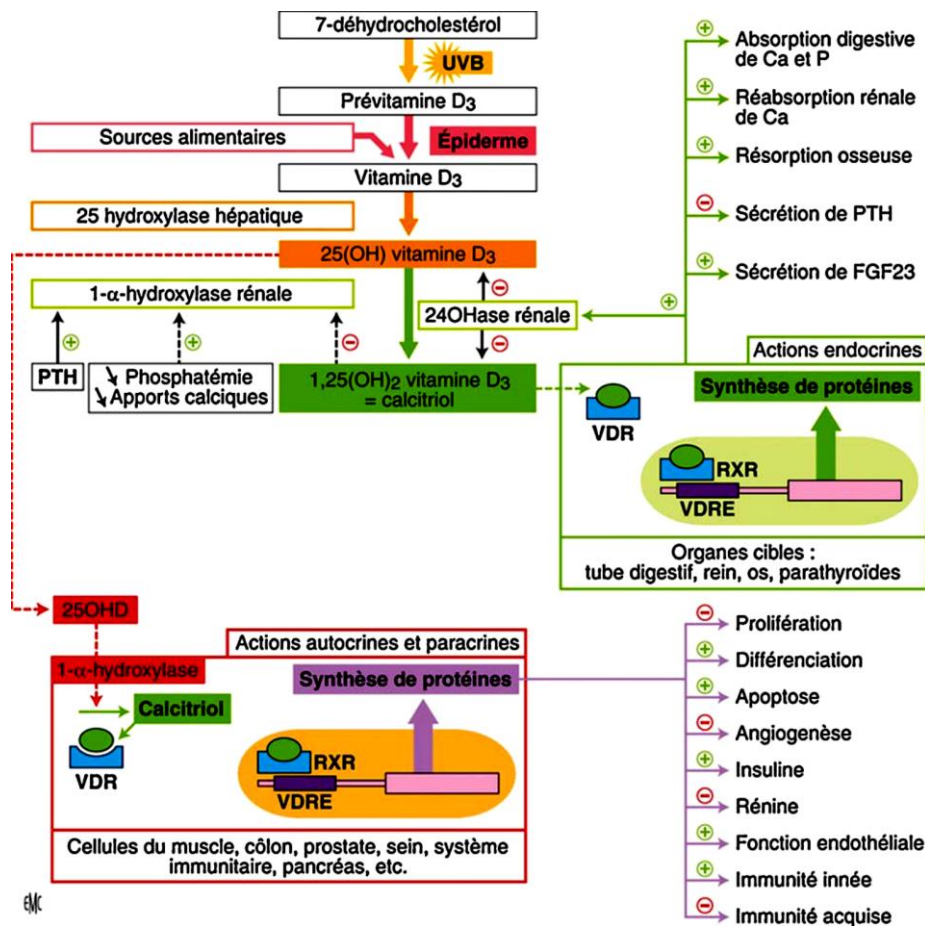 7-déhydrocholestérol
UVB
Prévitamine D3
Sources alimentaires
Épiderme
Vitamine D3
25 hydroxylase hépatique
25(OH) vitamine D3
1-α-hydroxylase rénale
24OHase rénale
PTH
↘ Phosphatémie
↘ Apports calciques
1,25(OH)2 vitamine D3
= calcitriol
+
+
−
−
−
+
+
Absorption digestive
de Ca et P
+
Réabsorption rénale
de Ca
+
Résorption osseuse
−
Sécrétion de PTH
+
Sécrétion de FGF23
Actions endocrines
Synthèse de protéines
VDR
RXR
VDRE
Organes cibles :
tube digestif, rein, os, parathyroïdes
25OHD
Actions autocrines et paracrines
1-α-hydroxylase
Synthèse de protéines
Calcitriol
VDR
RXR
VDRE
Cellules du muscle, côlon, prostate, sein, système
immunitaire, pancréas, etc.
−
Prolifération
+
Différenciation
+
Apoptose
−
Angiogenèse
+
Insuline
−
Rénine
+
Fonction endothéliale
+
Immunité innée
−
Immunité acquise
EMC